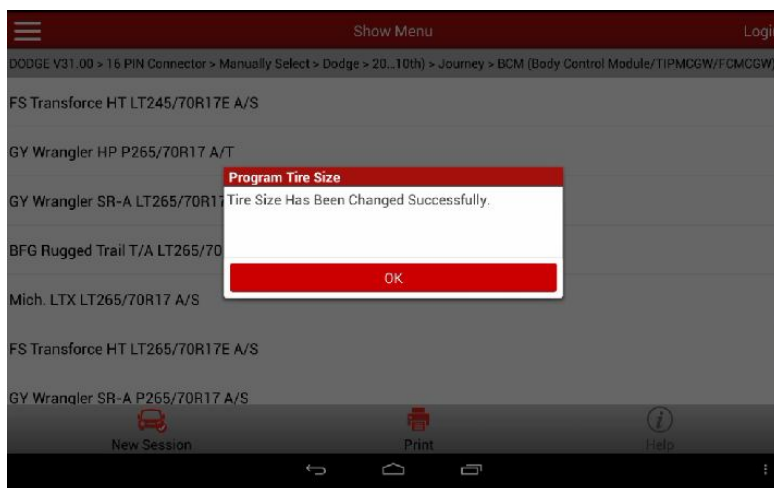 Show Menu
Login
DODGE V31.00 > 16 PIN Connector > Manually Select > Dodge > 20...10th) > Journey > BCM (Body Control Module/TIPMCGW/FCMCGW)
FS Transforce HT LT245/70R17E A/S
GY Wrangler HP P265/70R17 A/T
Program Tire Size
GY Wrangler SR-A LT265/70R17
Tire Size Has Been Changed Successfully.
BFG Rugged Trail T/A LT265/70
OK
Mich. LTX LT265/70R17 A/S
FS Transforce HT LT265/70R17E A/S
GY Wrangler SR-A P265/70R17 A/S
New Session
Print
Help